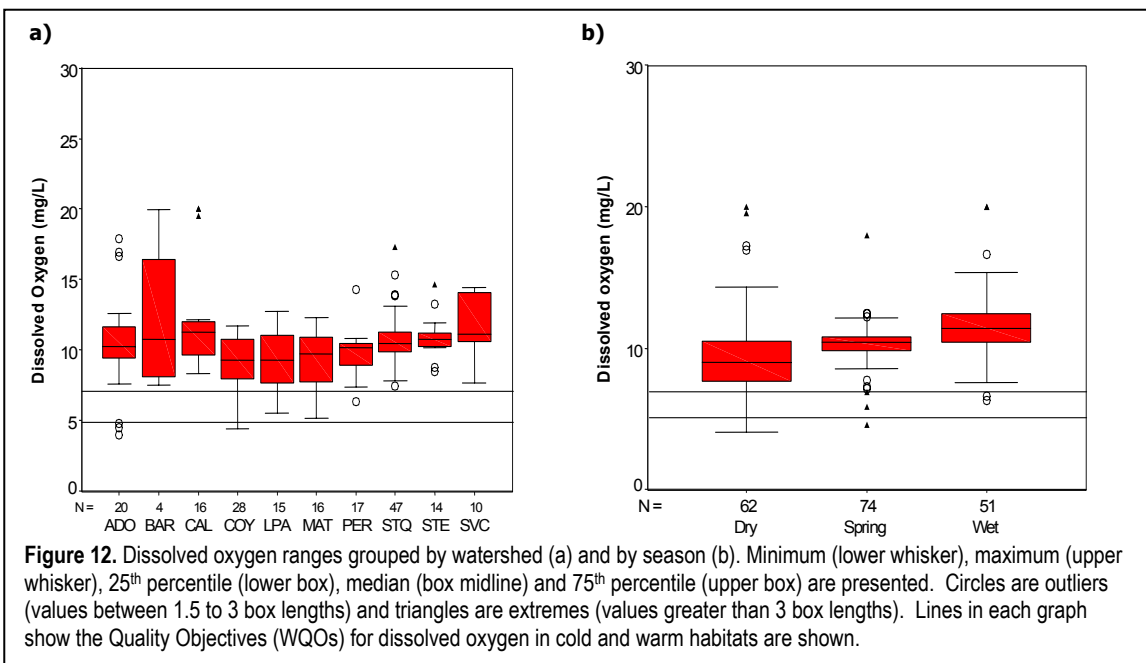 a)
b)
30
25
20
15
10
5
0
Dissolved Oxygen (mg/L)
N = 20 4 16 28 15 16 17 47 14 10
ADO BAR CAL COY LPA MAT PER STQ STE SVC
30
20
10
0
Dissolved oxygen (mg/L)
N = 62 74 51
Dry Spring Wet
Figure 12. Dissolved oxygen ranges grouped by watershed (a) and by season (b). Minimum (lower whisker), maximum (upper
whisker), 25th percentile (lower box), median (box midline) and 75th percentile (upper box) are presented. Circles are outliers
(values between 1.5 to 3 box lengths) and triangles are extremes (values greater than 3 box lengths). Lines in each graph
show the Quality Objectives (WQOs) for dissolved oxygen in cold and warm habitats are shown.